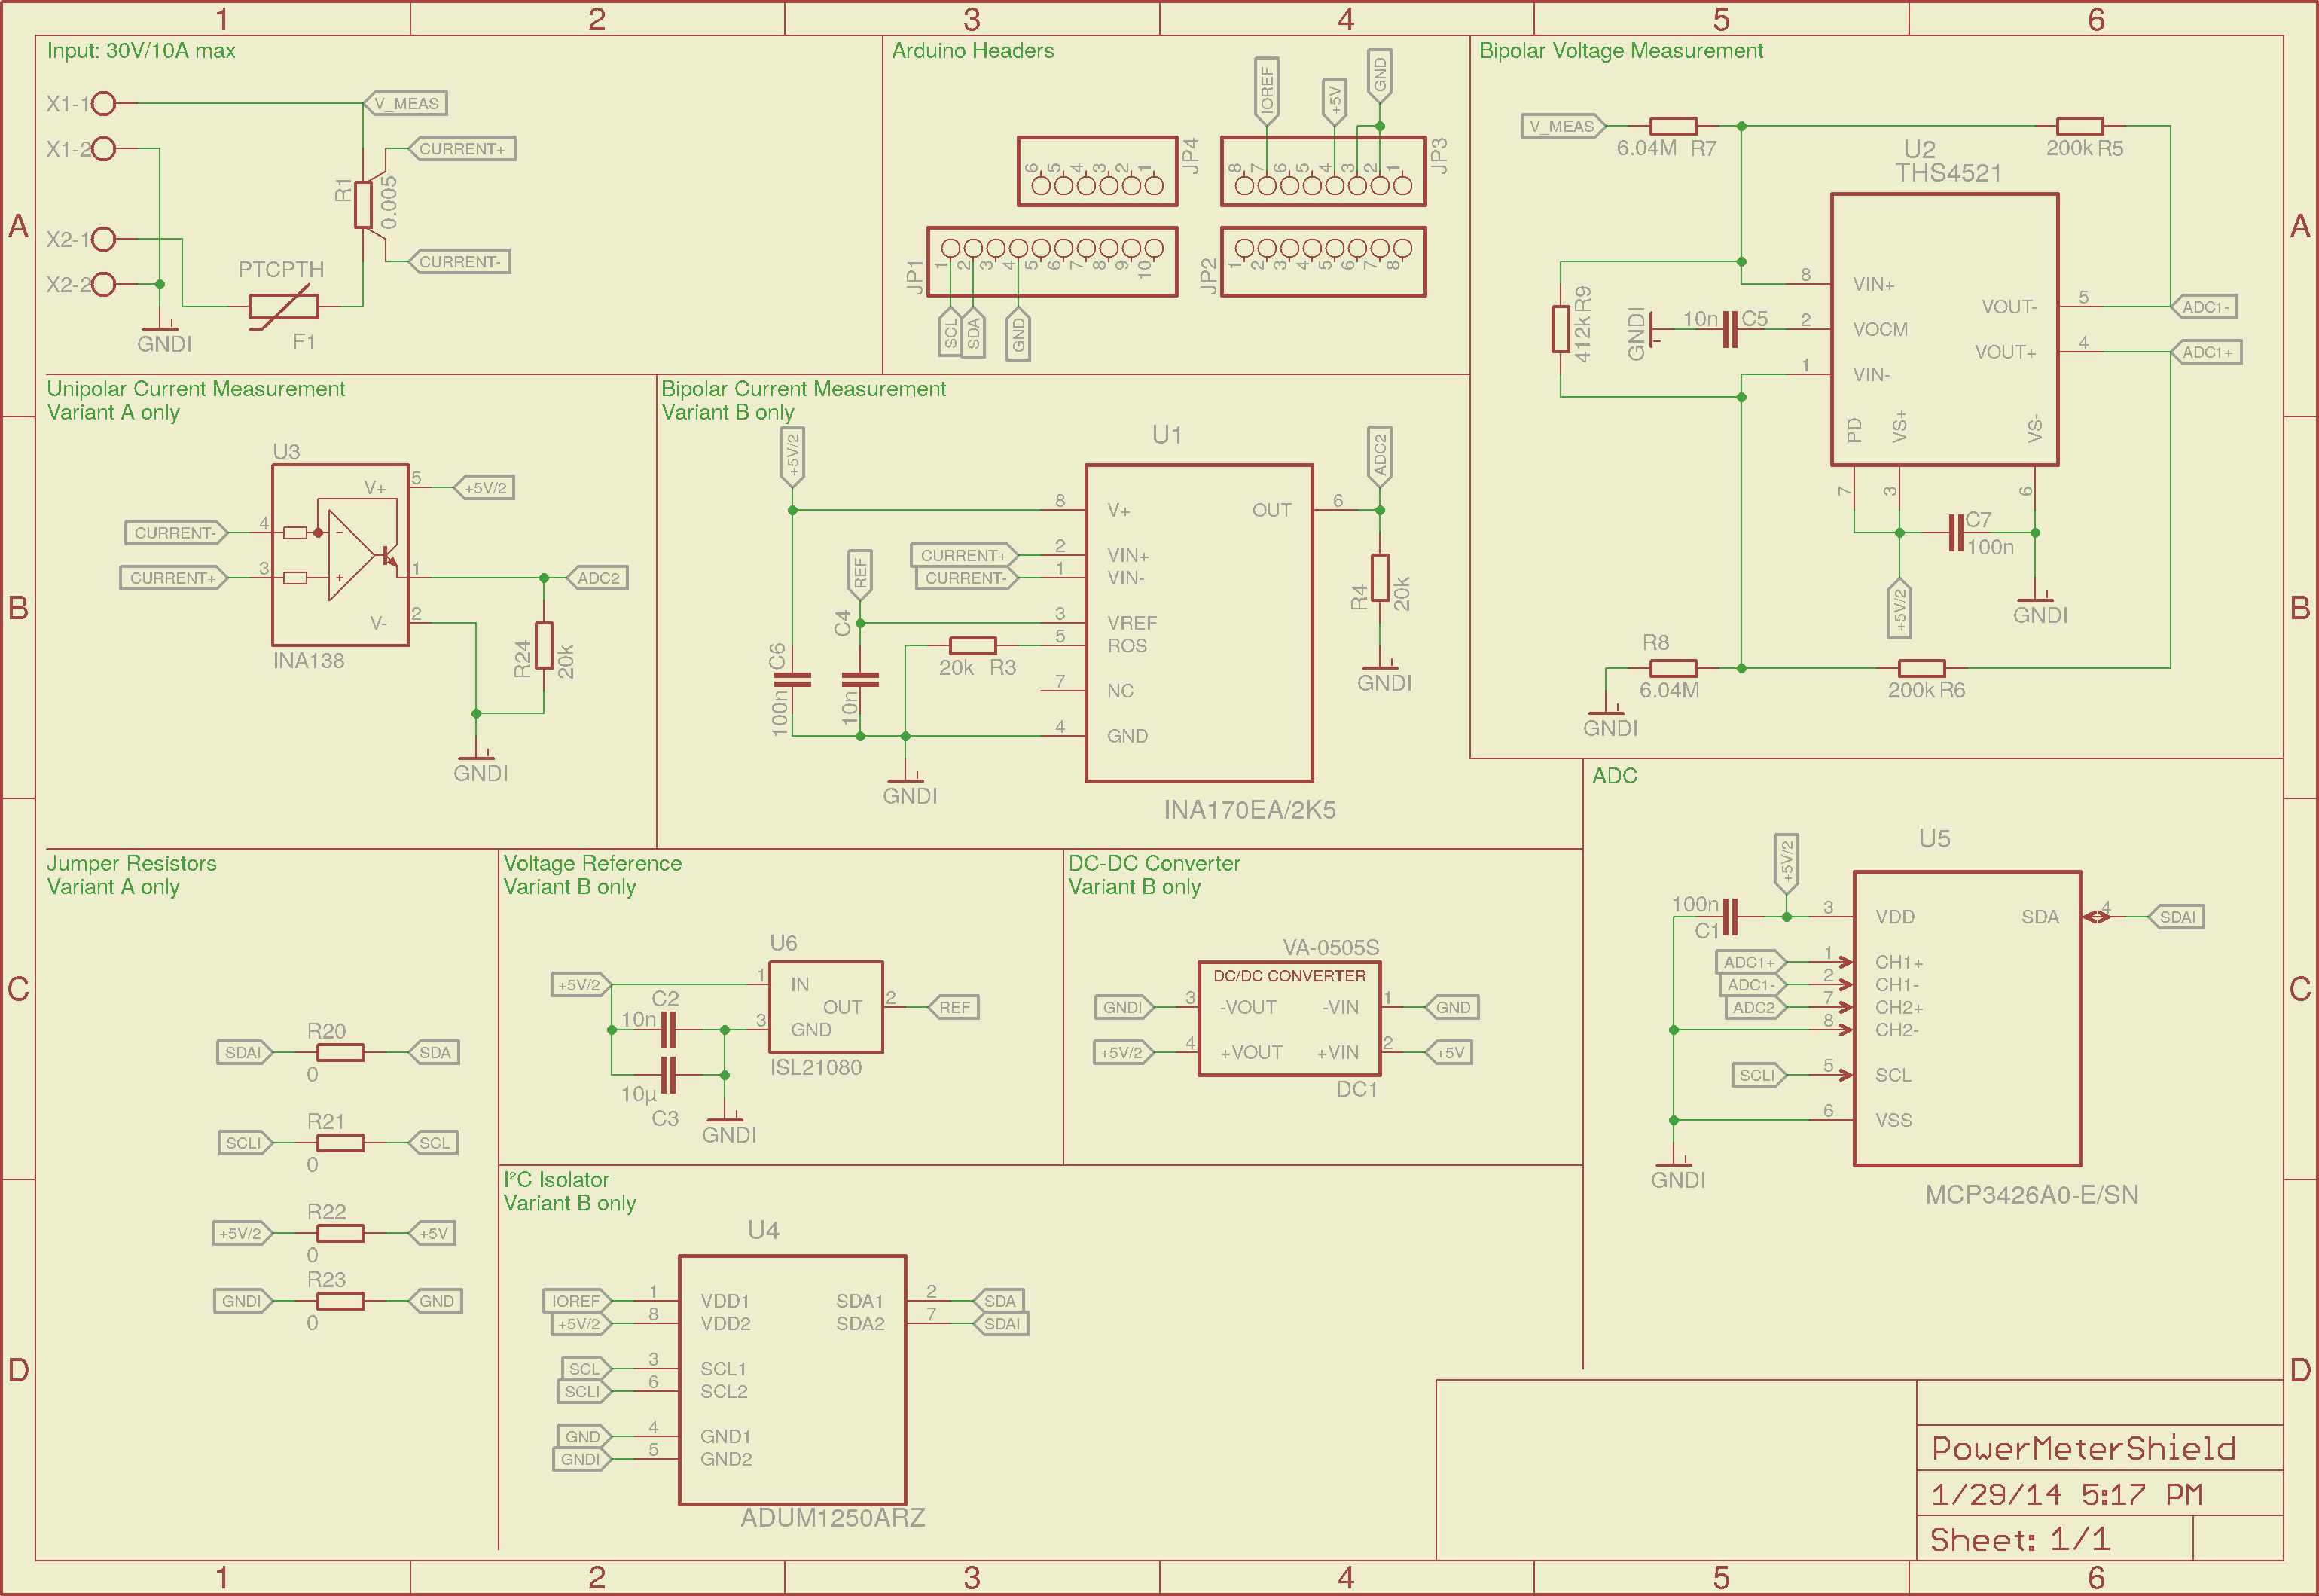 1 2 3 4 5 6
A
B
C
D
Input: 30V/10A max
X1-1
V_MEAS
X1-2
CURRENT+
R1
0.005
X2-1
CURRENT-
PTCPTH
X2-2
F1
GNDI
Arduino Headers
IOREF
+5V
GND
6 5 4 3 2 1
JP4
8 7 6 5 4 3 2 1
JP3
JP1
1 2 3 4 5 6 7 8 9 10
JP2
1 2 3 4 5 6 7 8
SCL
SDA
GND
Bipolar Voltage Measurement
V_MEAS
6.04M R7
200k R5
U2
THS4521
412k R9
8 VIN+
GNDI
10n C5
2 VOCM
1 VIN-
VOUT- 5
ADC1-
VOUT+ 4
ADC1+
PD VS+ VS-
7 3 6
C7
100n
+5V/2
GNDI
R8
6.04M
200k R6
GNDI
Unipolar Current Measurement
Variant A only
U3
V+ 5
+5V/2
CURRENT- 4
-
CURRENT+ 3
+
1
ADC2
V- 2
R24
20k
INA138
GNDI
Bipolar Current Measurement
Variant B only
+5V/2
U1
ADC2
8 V+
OUT 6
CURRENT+ 2 VIN+
CURRENT- 1 VIN-
REF
C4
10n
3 VREF
5 ROS
R4
20k
C6
100n
20k R3
7 NC
4 GND
GNDI
GNDI
INA170EA/2K5
ADC
U5
+5V/2
100n
C1
3 VDD
SDA 4
SDAI
ADC1+ 1 CH1+
ADC1- 2 CH1-
ADC2 7 CH2+
8 CH2-
SCLI 5 SCL
6 VSS
GNDI
MCP3426A0-E/SN
Jumper Resistors
Variant A only
R20
SDAI SDA
0
R21
SCLI SCL
0
R22
+5V/2 +5V
0
R23
GNDI GND
0
Voltage Reference
Variant B only
U6
+5V/2
1 IN
C2
10n
OUT 2
REF
3 GND
ISL21080
10µ
C3
GNDI
DC-DC Converter
Variant B only
VA-0505S
DC/DC CONVERTER
GNDI 3 -VOUT -VIN 1 GND
+5V/2 4 +VOUT +VIN 2 +5V
DC1
I²C Isolator
Variant B only
U4
IOREF 1 VDD1 SDA1 2 SDA
+5V/2 8 VDD2 SDA2 7 SDAI
SCL 3 SCL1
SCLI 6 SCL2
GND 4 GND1
GNDI 5 GND2
ADUM1250ARZ
PowerMeterShield
1/29/14 5:17 PM
Sheet: 1/1
A
B
C
D
1 2 3 4 5 6